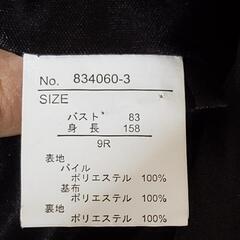 No. 834060-3
SIZE
バスト 83
身長 158
9R
表地
パイル
ポリエステル 100%
基布
ポリエステル 100%
裏地
ポリエステル 100%